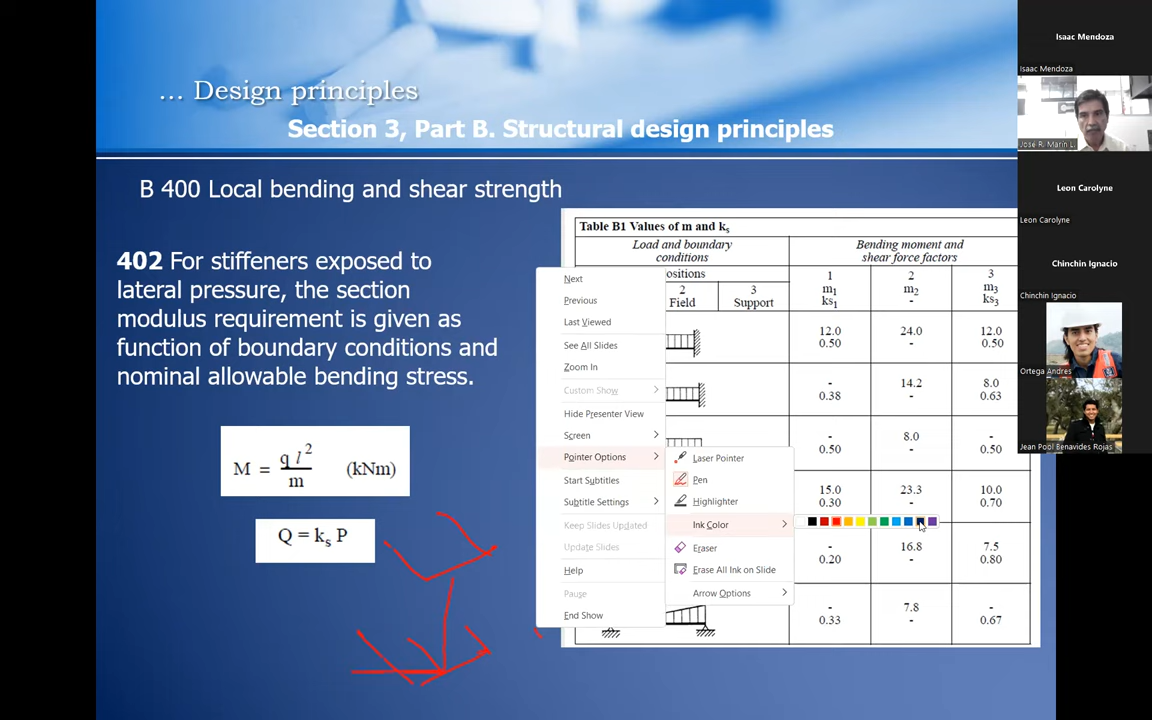 ... Design principles
Section 3, Part B. Structural design principles
B 400 Local bending and shear strength
402 For stiffeners exposed to
lateral pressure, the section
modulus requirement is given as
function of boundary conditions and
nominal allowable bending stress.
M = q l² / m (kNm)
Q = kₛ P
Table B1 Values of m and kₛ
Load and boundary
conditions
Bending moment and
shear force factors
ositions
2
Field
3
Support
1
m₁
ks₁
2
m₂
-
3
m₃
ks₃
12.0 24.0 12.0
0.50 - 0.50
- 14.2 8.0
0.38 - 0.63
- 8.0 -
0.50 - 0.50
15.0 23.3 10.0
0.30 - 0.70
- 16.8 7.5
0.20 - 0.80
- 7.8 -
0.33 - 0.67
Next
Previous
Last Viewed
See All Slides
Zoom In
Custom Show
Hide Presenter View
Screen
Pointer Options
Start Subtitles
Subtitle Settings
Keep Slides Updated
Update Slides
Help
Pause
End Show
Laser Pointer
Pen
Highlighter
Ink Color
Eraser
Erase All Ink on Slide
Arrow Options
Isaac Mendoza
Isaac Mendoza
José R. Marín L.
Leon Carolyne
Leon Carolyne
Chinchin Ignacio
Chinchin Ignacio
Ortega Andres
Jean Pool Benavides Rojas